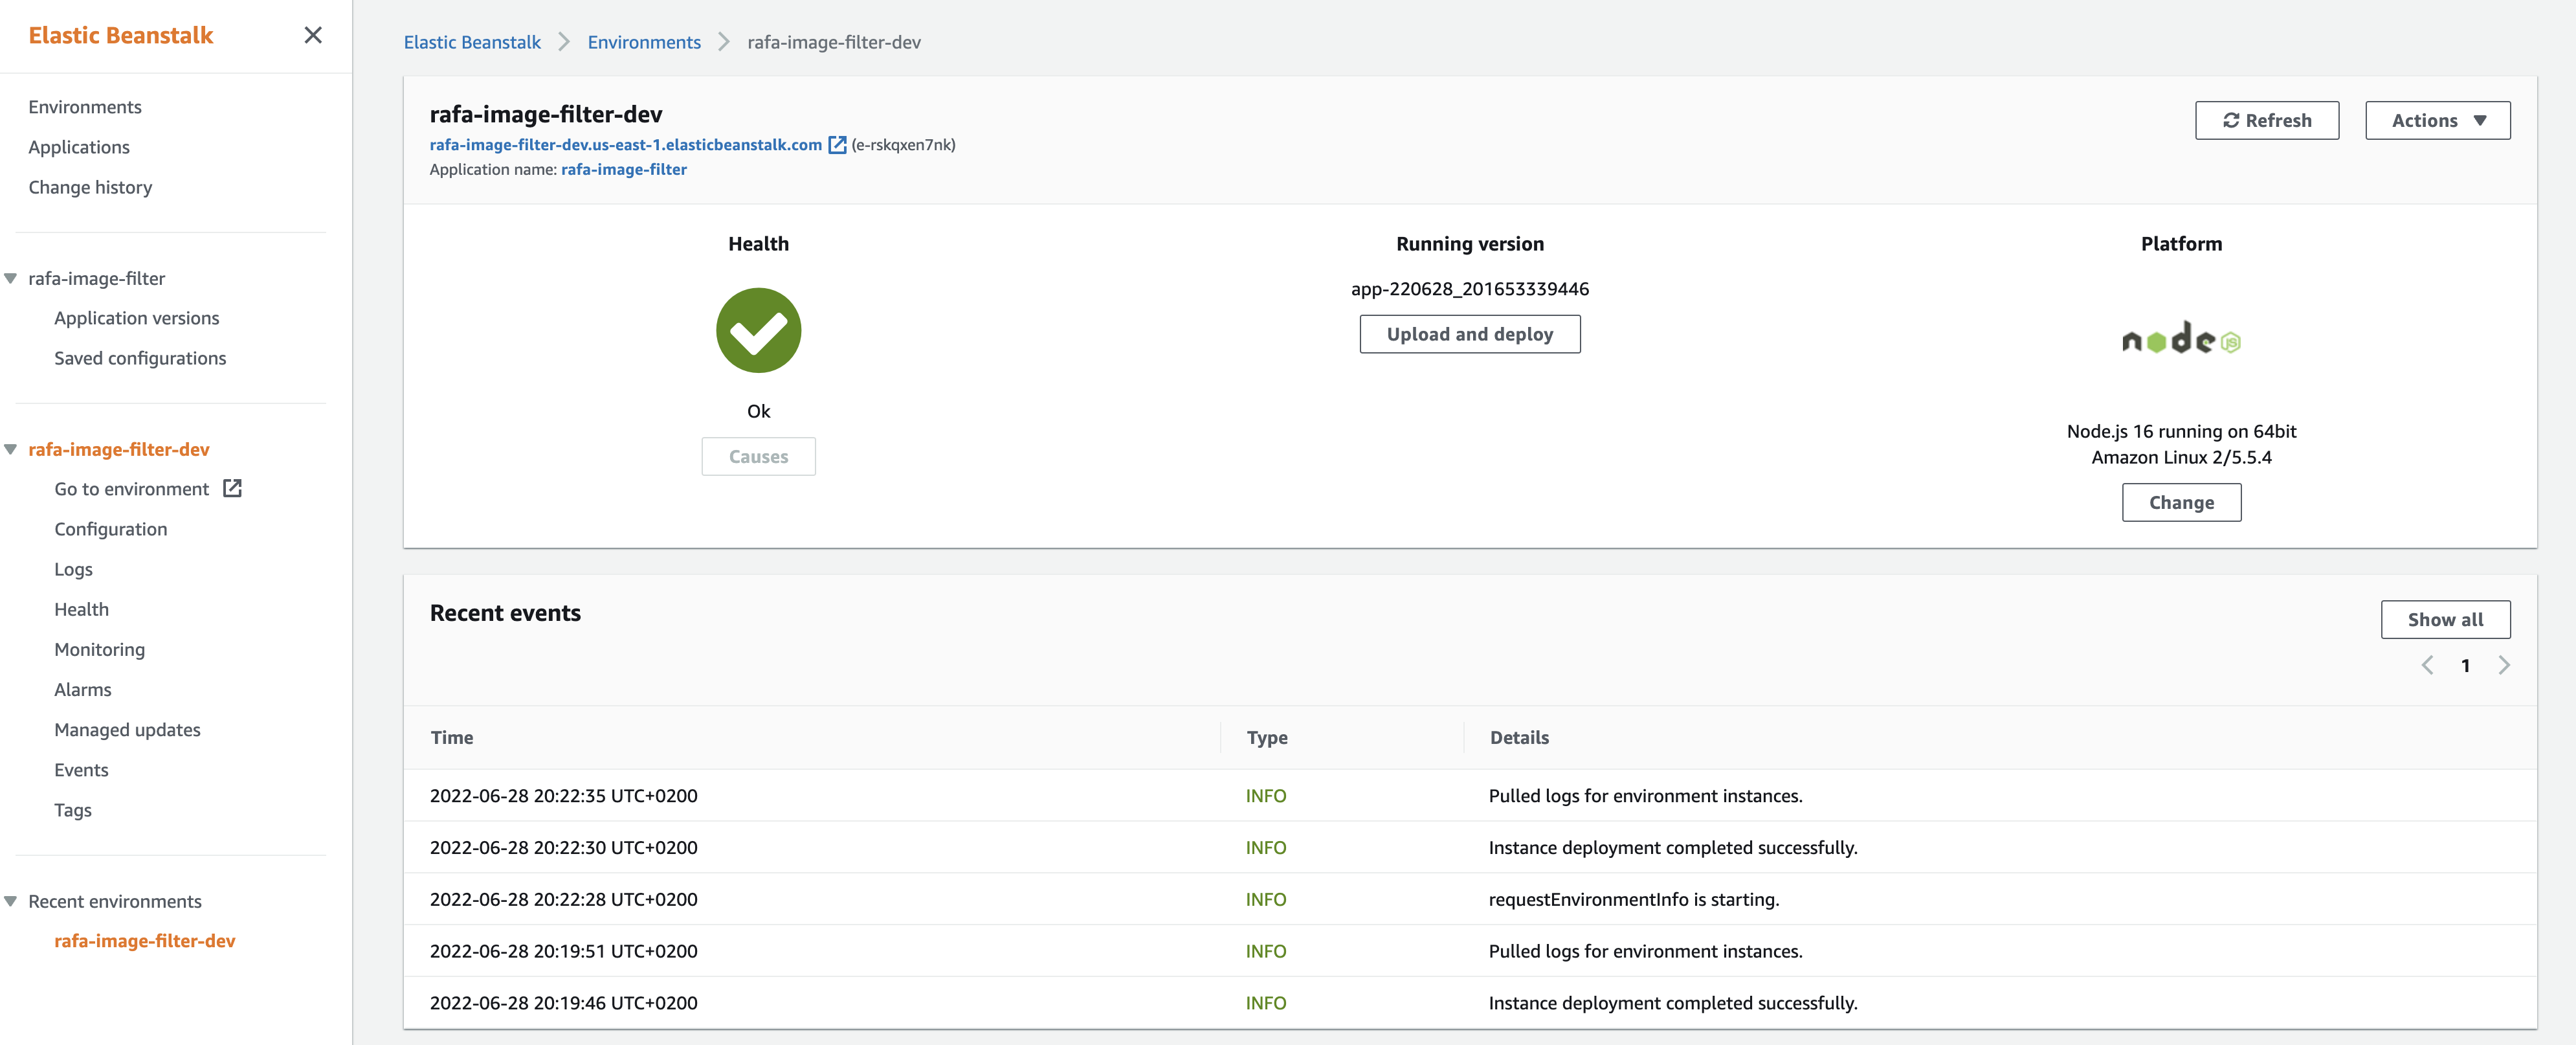 Elastic Beanstalk
Environments
Applications
Change history
rafa-image-filter
Application versions
Saved configurations
rafa-image-filter-dev
Go to environment
Configuration
Logs
Health
Monitoring
Alarms
Managed updates
Events
Tags
Recent environments
rafa-image-filter-dev
Elastic Beanstalk > Environments > rafa-image-filter-dev
rafa-image-filter-dev
rafa-image-filter-dev.us-east-1.elasticbeanstalk.com (e-rskqxen7nk)
Application name: rafa-image-filter
Refresh
Actions
Health
Ok
Causes
Running version
app-220628_201653339446
Upload and deploy
Platform
node JS
Node.js 16 running on 64bit
Amazon Linux 2/5.5.4
Change
Recent events
Show all
1
Time Type Details
2022-06-28 20:22:35 UTC+0200 INFO Pulled logs for environment instances.
2022-06-28 20:22:30 UTC+0200 INFO Instance deployment completed successfully.
2022-06-28 20:22:28 UTC+0200 INFO requestEnvironmentInfo is starting.
2022-06-28 20:19:51 UTC+0200 INFO Pulled logs for environment instances.
2022-06-28 20:19:46 UTC+0200 INFO Instance deployment completed successfully.